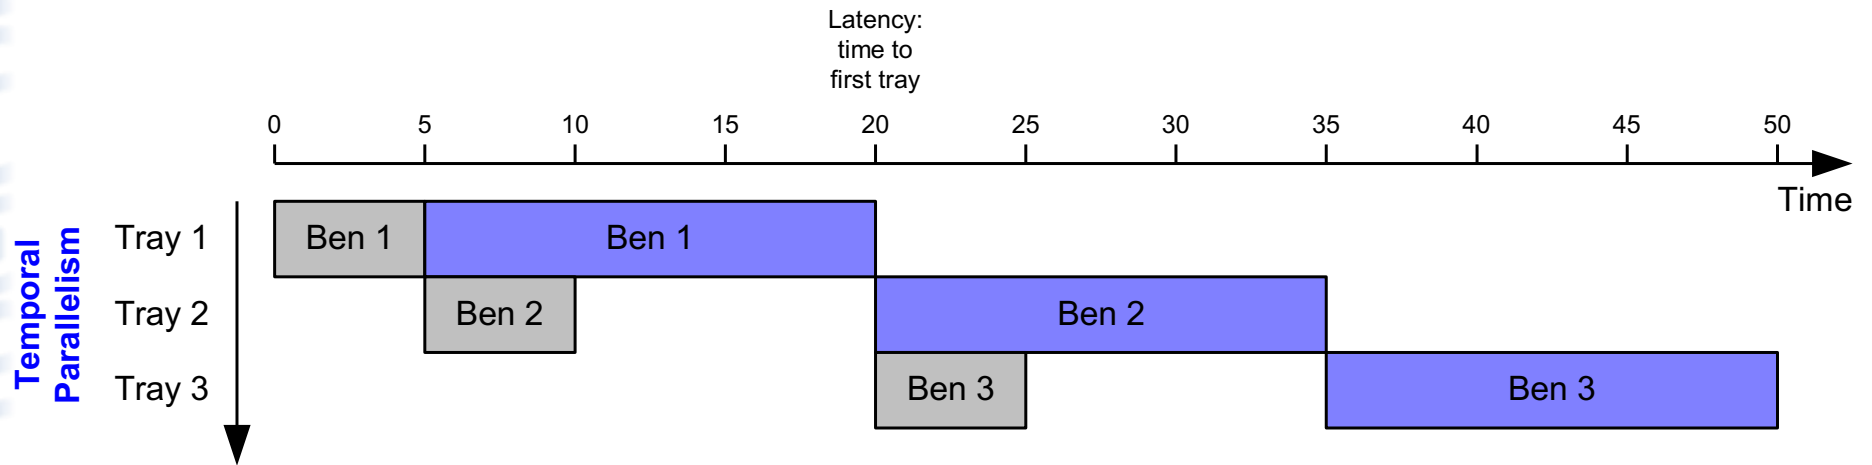 Latency:
time to
first tray
0 5 10 15 20 25 30 35 40 45 50
Time
Temporal
Parallelism
Tray 1 Ben 1 Ben 1
Tray 2 Ben 2 Ben 2
Tray 3 Ben 3 Ben 3